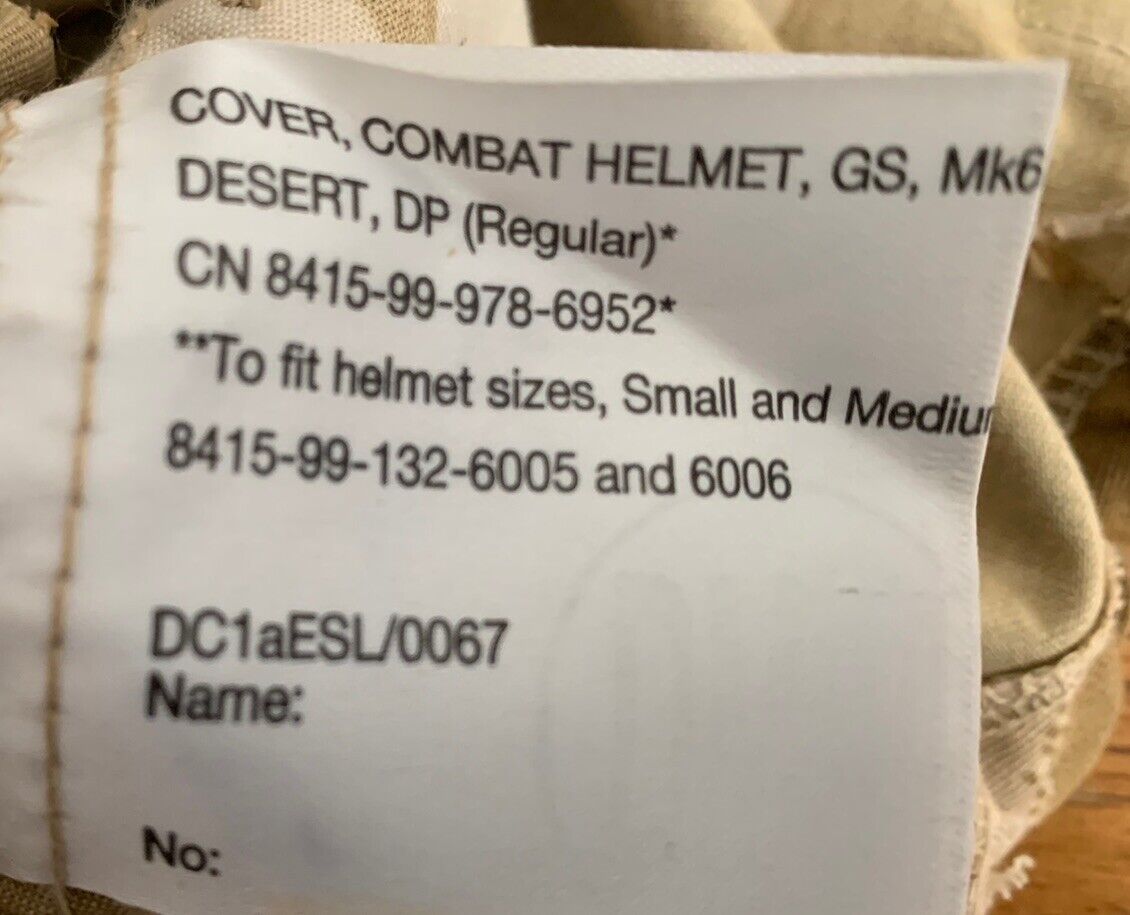 COVER, COMBAT HELMET, GS, Mk6
DESERT, DP (Regular)*
CN 8415-99-978-6952*
**To fit helmet sizes, Small and
8415-99-132-6005 and 6006
DC1aESL/0067
Name:
No: